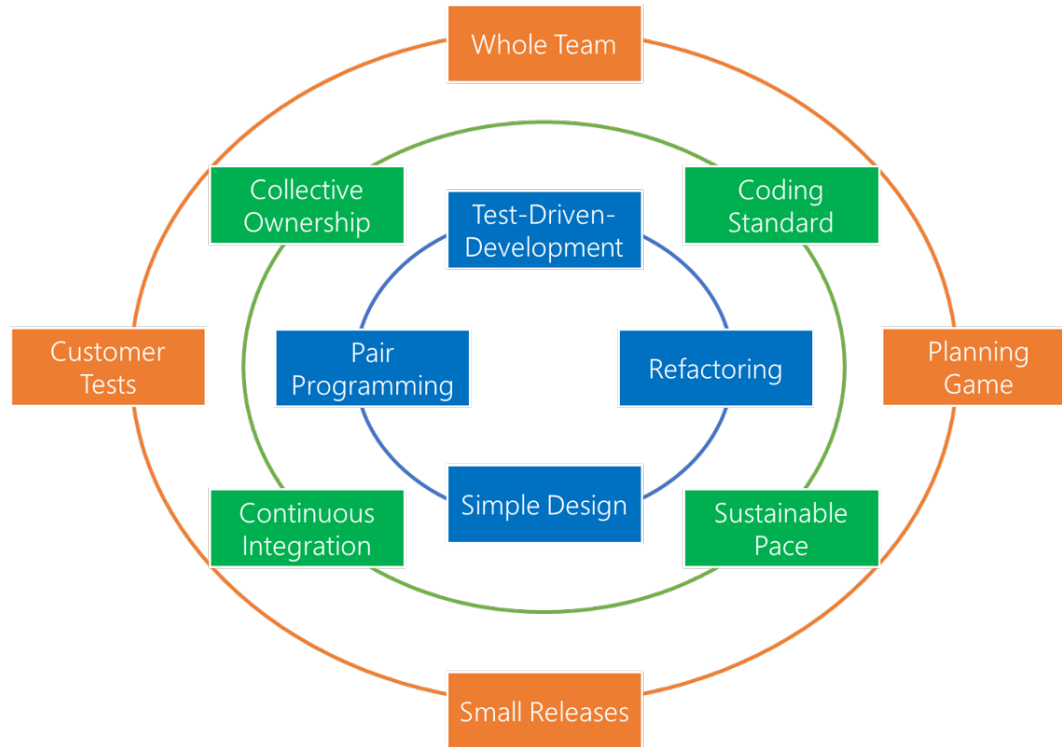 Whole Team
Collective
Ownership
Coding
Standard
Test-Driven-
Development
Customer
Tests
Pair
Programming
Refactoring
Planning
Game
Simple Design
Continuous
Integration
Sustainable
Pace
Small Releases